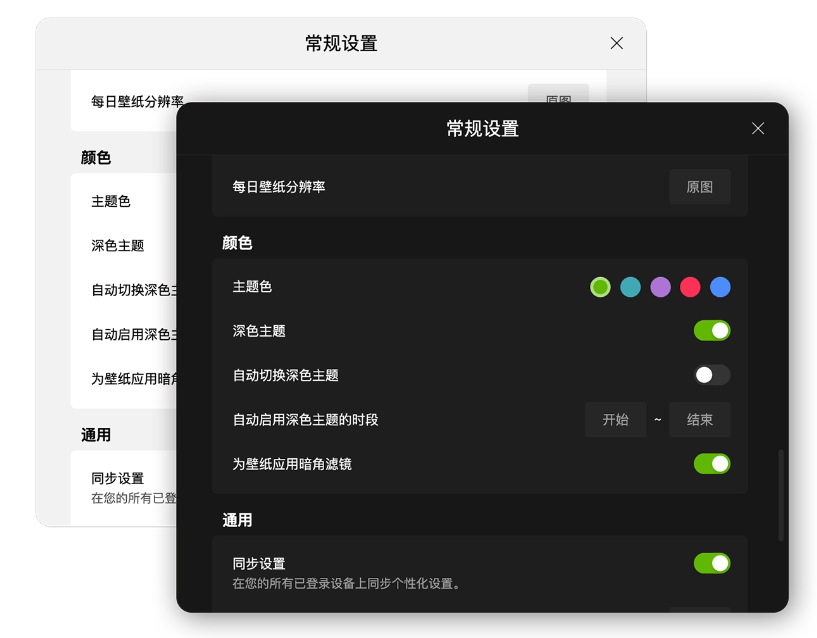 常规设置
每日壁纸分辨率
原图
颜色
主题色
深色主题
自动切换深色主
自动启用深色主
为壁纸应用暗角
通用
同步设置
在您的所有已登
常规设置
每日壁纸分辨率
原图
颜色
主题色
深色主题
自动切换深色主题
自动启用深色主题的时段
开始 ~ 结束
为壁纸应用暗角滤镜
通用
同步设置
在您的所有已登录设备上同步个性化设置。